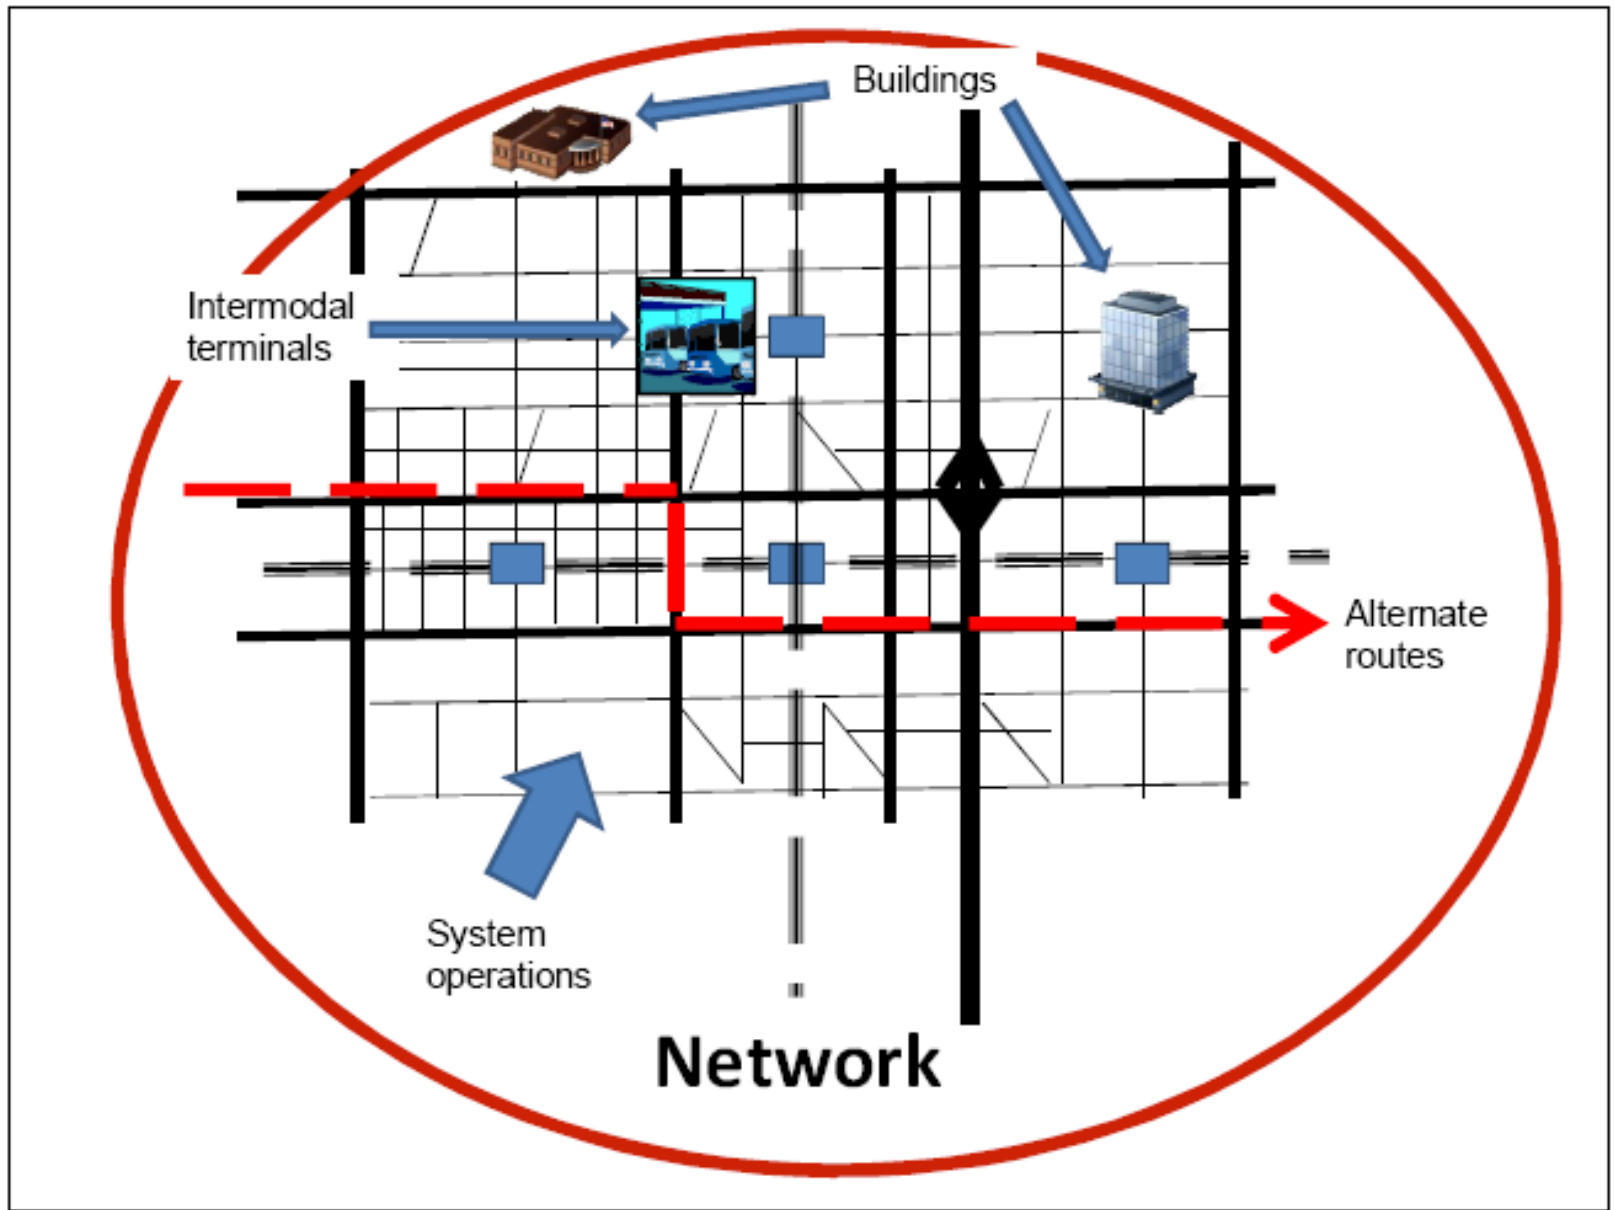 Buildings
Intermodal
terminals
Alternate
routes
System
operations
Network